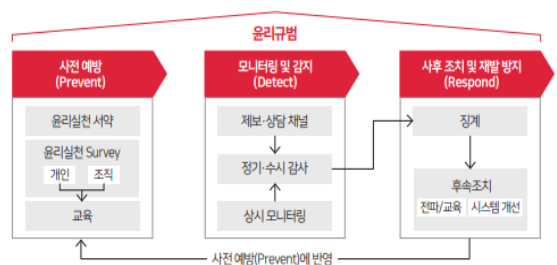 윤리규범
사전 예방
(Prevent)
윤리실천 서약
윤리실천 Survey
개인 조직
교육
모니터링 및 감지
(Detect)
제보·상담 채널
정기·수시 감사
상시 모니터링
사후 조치 및 재발 방지
(Respond)
징계
후속조치
전파/교육 시스템 개선
사전 예방(Prevent)에 반영